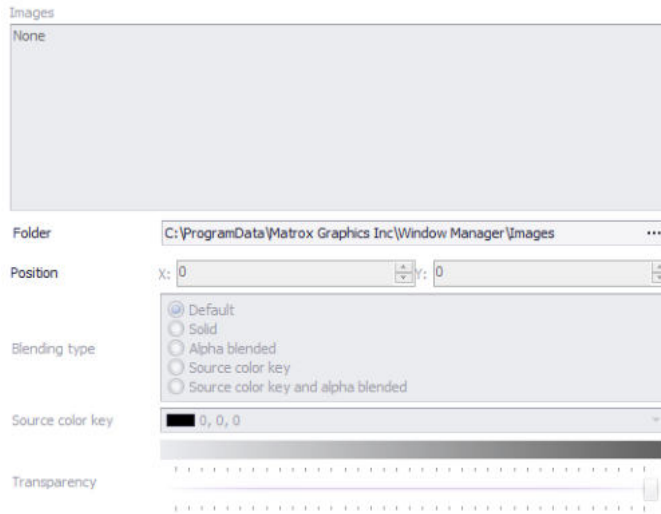 Images
None
Folder C:\ProgramData\Matrox Graphics Inc\Window Manager\Images ...
Position X: 0 Y: 0
Default
Solid
Blending type Alpha blended
Source color key
Source color key and alpha blended
Source color key 0, 0, 0
Transparency